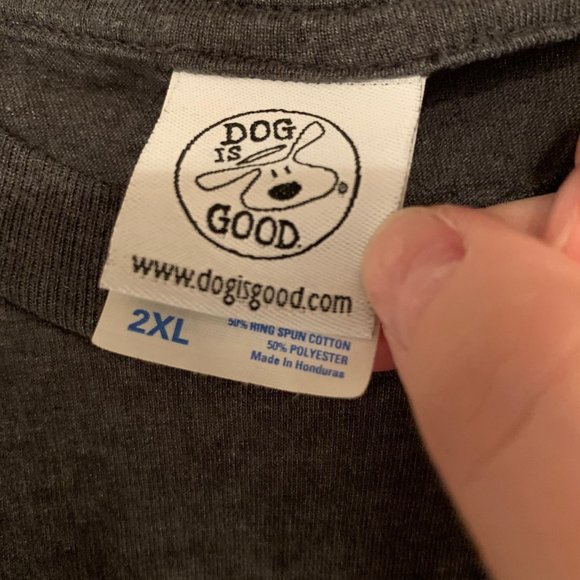 DOG
IS
GOOD.
®
www.dogisgood.com
2XL
50% RING SPUN COTTON
50% POLYESTER
Made in Honduras